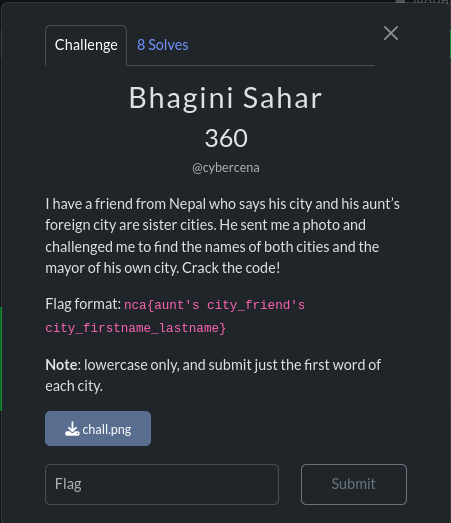 Challenge
8 Solves
Bhagini Sahar
360
@cybercena
I have a friend from Nepal who says his city and his aunt’s
foreign city are sister cities. He sent me a photo and
challenged me to find the names of both cities and the
mayor of his own city. Crack the code!
Flag format: nca{aunt's city_friend's
city_firstname_lastname}
Note: lowercase only, and submit just the first word of
each city.
chall.png
Flag
Submit